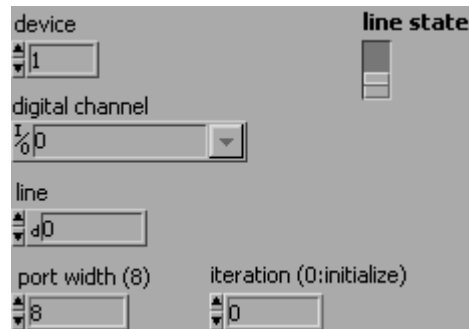 device
line state
1
digital channel
I/O 0
line
d 0
port width (8)
iteration (0:initialize)
8
0